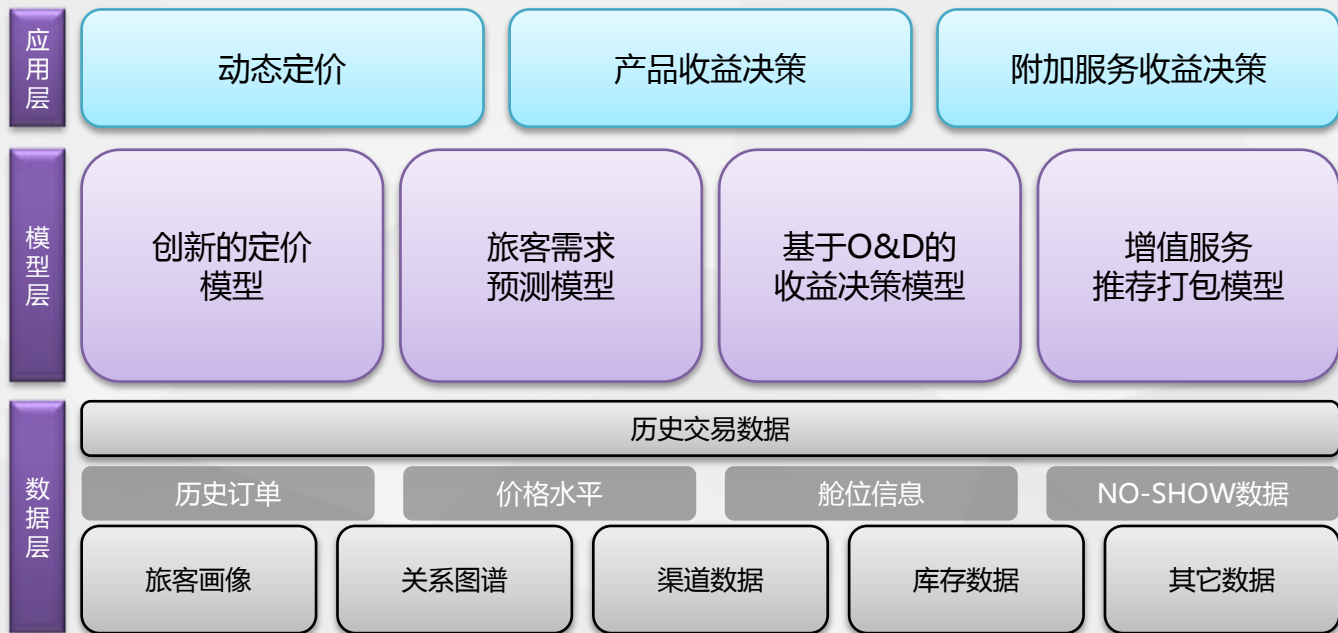 应用层
动态定价
产品收益决策
附加服务收益决策
模型层
创新的定价
模型
旅客需求
预测模型
基于O&D的
收益决策模型
增值服务
推荐打包模型
数据层
历史交易数据
历史订单
价格水平
舱位信息
NO-SHOW数据
旅客画像
关系图谱
渠道数据
库存数据
其它数据